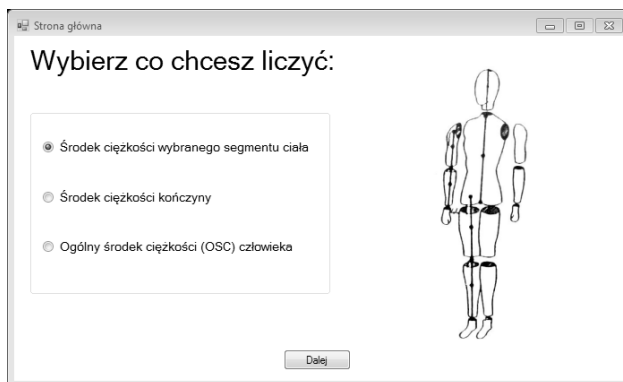 Strona główna
Wybierz co chcesz liczyć:
Środek ciężkości wybranego segmentu ciała
Środek ciężkości kończyny
Ogólny środek ciężkości (OSC) człowieka
Dalej